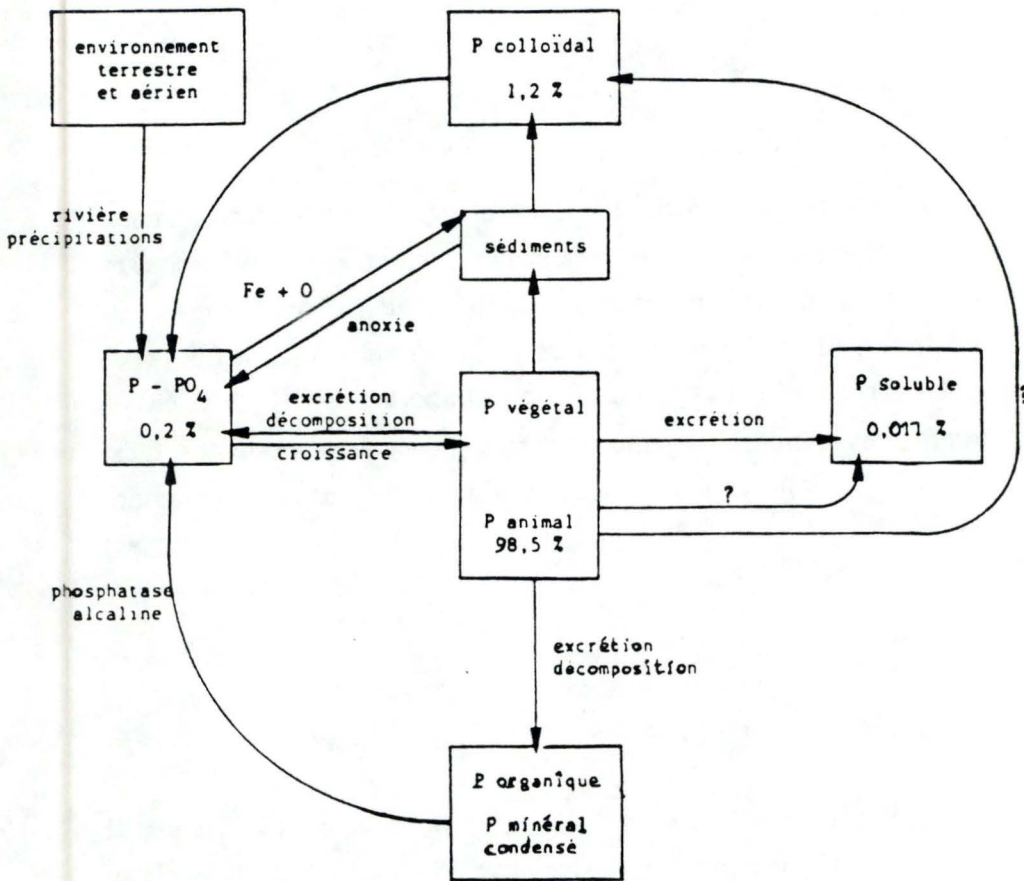 environnement
terrestre
et aérien
P colloïdal
1,2 %
rivière
précipitations
sédiments
Fe + O
anoxie
P - PO4
0,2 %
excrétion
décomposition
croissance
P végétal
P animal
98,5 %
excrétion
?
P soluble
0,017 %
?
phosphatase
alcaline
excrétion
décomposition
P organique
P minéral
condensé